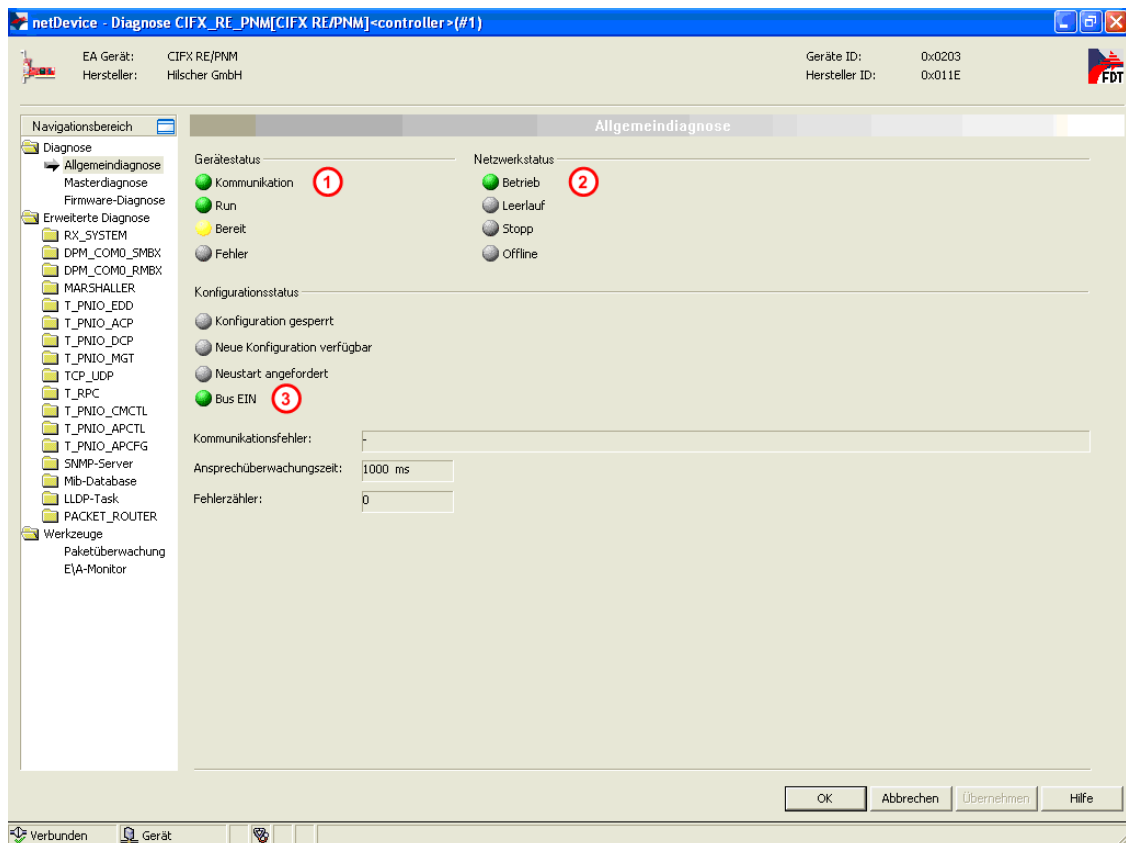 netDevice - Diagnose CIFX_RE_PNM[CIFX RE/PNM]<controller>(#1)
EA Gerät: CIFX RE/PNM
Hersteller: Hilscher GmbH
Geräte ID: 0x0203
Hersteller ID: 0x011E
FDT
Navigationsbereich
Allgemeindiagnose
Diagnose
Allgemeindiagnose
Masterdiagnose
Firmware-Diagnose
Erweiterte Diagnose
RX_SYSTEM
DPM_COM0_SMBX
DPM_COM0_RMBX
MARSHALLER
T_PNIO_EDD
T_PNIO_ACP
T_PNIO_DCP
T_PNIO_MGT
TCP_UDP
T_RPC
T_PNIO_CMCTL
T_PNIO_APCTL
T_PNIO_APCFG
SNMP-Server
Mib-Database
LLDP-Task
PACKET_ROUTER
Werkzeuge
Paketüberwachung
E\A-Monitor
Gerätestatus
Kommunikation 1
Run
Bereit
Fehler
Netzwerkstatus
Betrieb 2
Leerlauf
Stopp
Offline
Konfigurationsstatus
Konfiguration gesperrt
Neue Konfiguration verfügbar
Neustart angefordert
Bus EIN 3
Kommunikationsfehler: -
Ansprechüberwachungszeit: 1000 ms
Fehlerzähler: 0
OK Abbrechen Übernehmen Hilfe
Verbunden Gerät